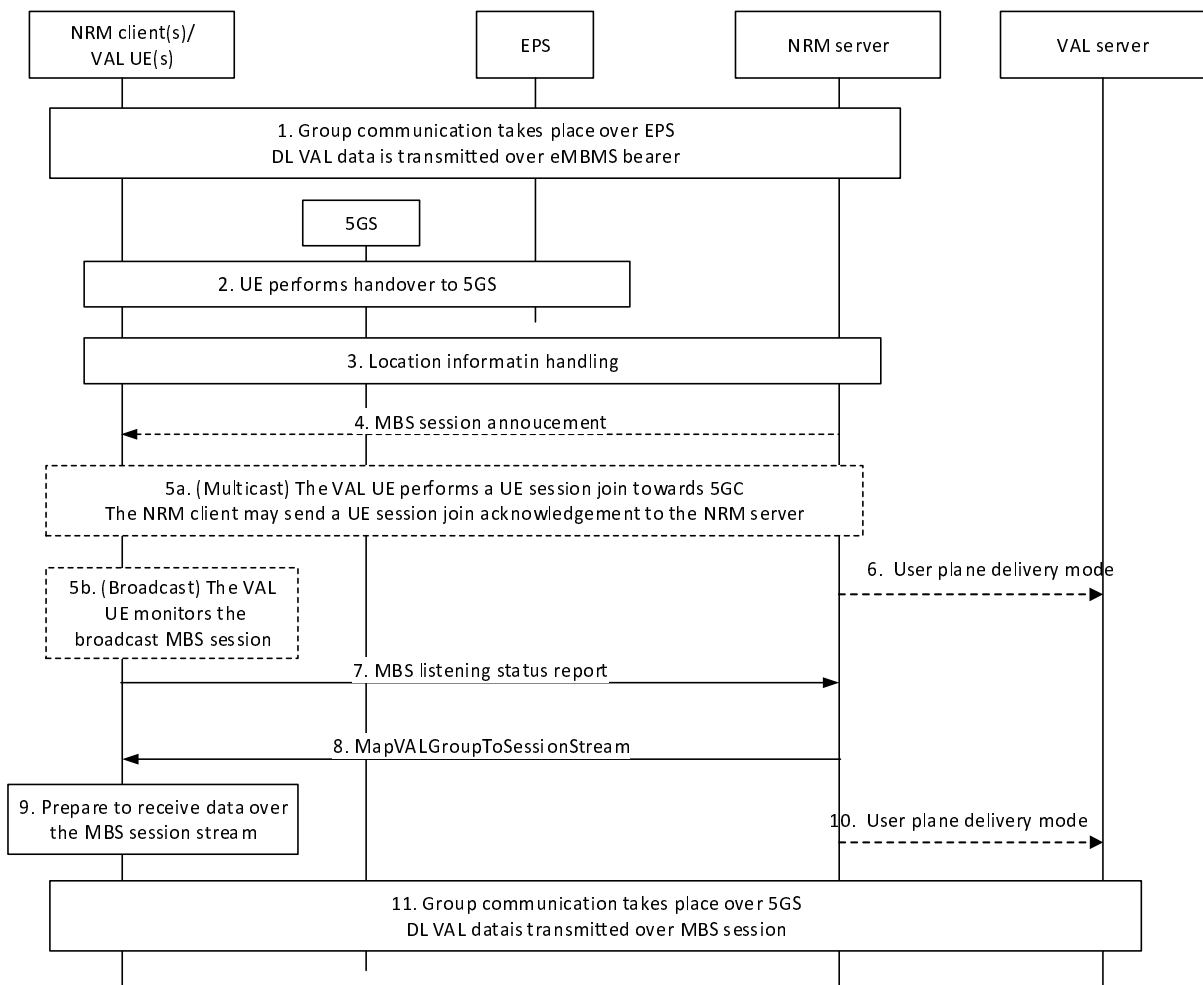 NRM client(s)/
VAL UE(s)
EPS
NRM server
VAL server
1. Group communication takes place over EPS
DL VAL data is transmitted over eMBMS bearer
5GS
2. UE performs handover to 5GS
3. Location informatin handling
4. MBS session annoucement
5a. (Multicast) The VAL UE performs a UE session join towards 5GC
The NRM client may send a UE session join acknowledgement to the NRM server
5b. (Broadcast) The VAL
UE monitors the
broadcast MBS session
6. User plane delivery mode
7. MBS listening status report
8. MapVALGroupToSessionStream
9. Prepare to receive data over
the MBS session stream
10. User plane delivery mode
11. Group communication takes place over 5GS
DL VAL datais transmitted over MBS session